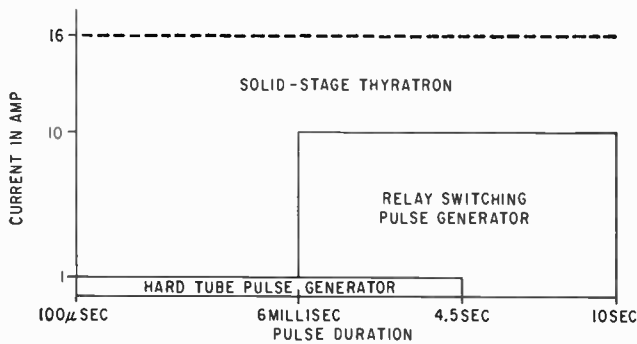 16
SOLID-STAGE THYRATRON
CURRENT IN AMP
10
RELAY SWITCHING
PULSE GENERATOR
1
HARD TUBE PULSE GENERATOR
100µSEC 6MILLISEC 4.5SEC 10SEC
PULSE DURATION